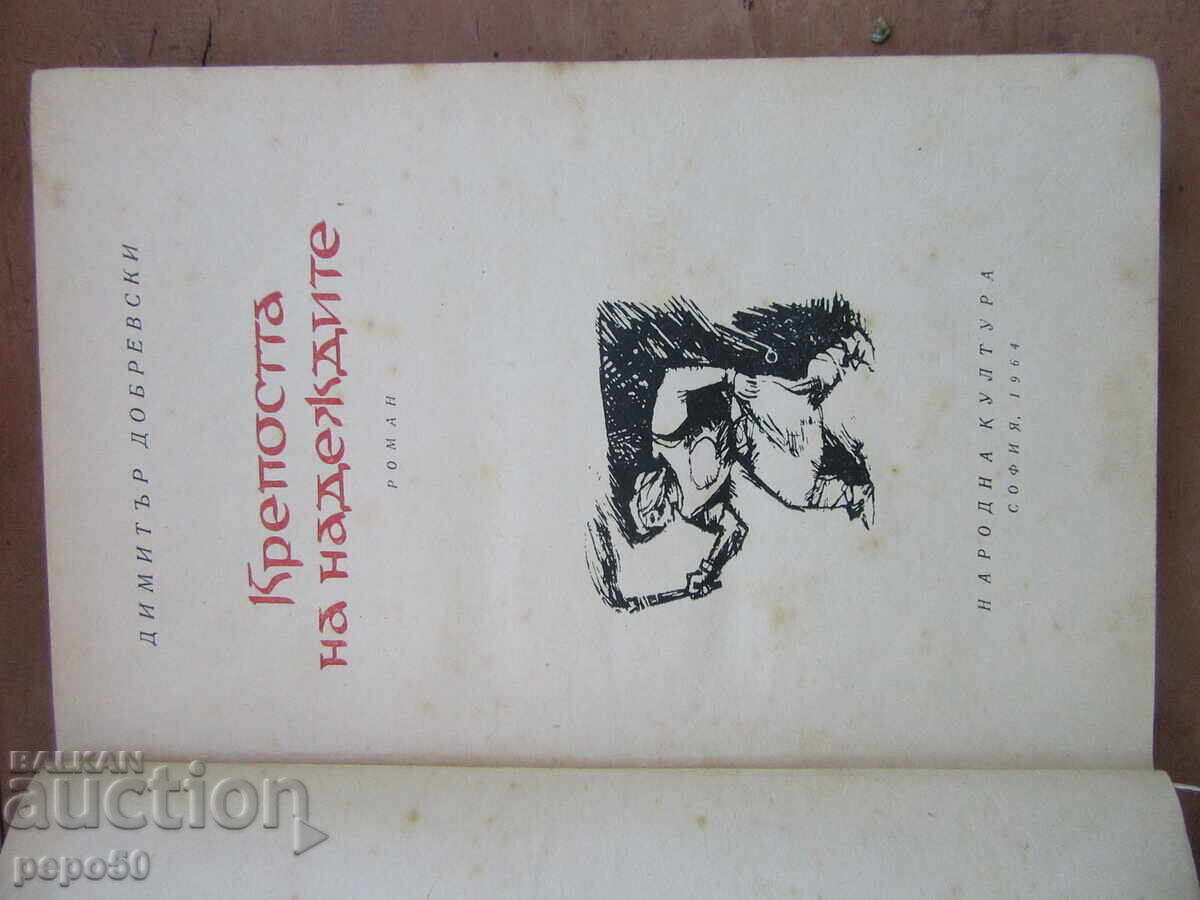 ДИМИТЪР ДОБРЕВСКИ
Крепостта
на надеждите
РОМАН
НАРОДНА КУЛТУРА
СОФИЯ, 1964
BALKAN
auction
pepo50